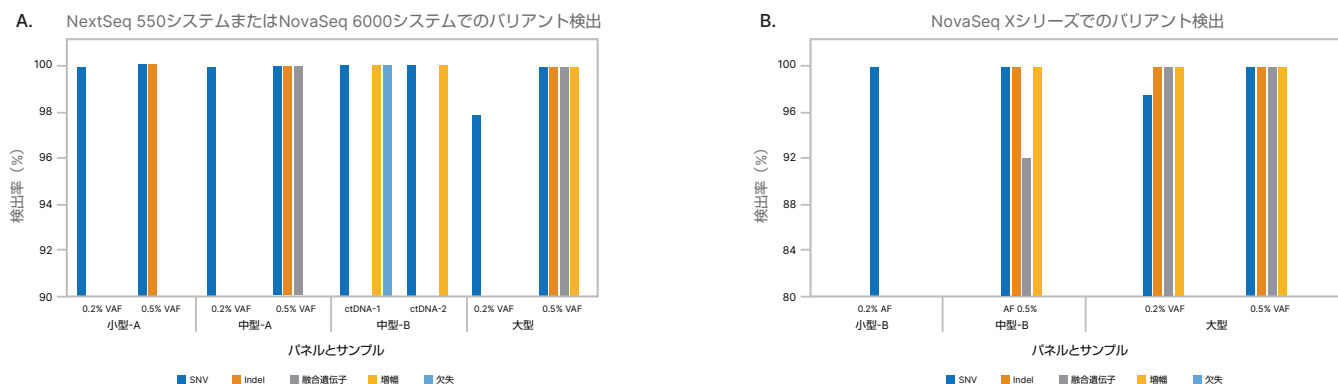 A.
NextSeq 550システムまたはNovaSeq 6000システムでのバリアント検出
検出率（%）
100
98
96
94
92
90
0.2% VAF 0.5% VAF 0.2% VAF 0.5% VAF ctDNA-1 ctDNA-2 0.2% VAF 0.5% VAF
小型-A 中型-A 中型-B 大型
パネルとサンプル
SNV Indel 融合遺伝子 増幅 欠失
B.
NovaSeq Xシリーズでのバリアント検出
検出率（%）
100
96
92
88
84
80
0.2% AF AF 0.5% 0.2% VAF 0.5% VAF
小型-B 中型-B 大型
パネルとサンプル
SNV Indel 融合遺伝子 増幅 欠失